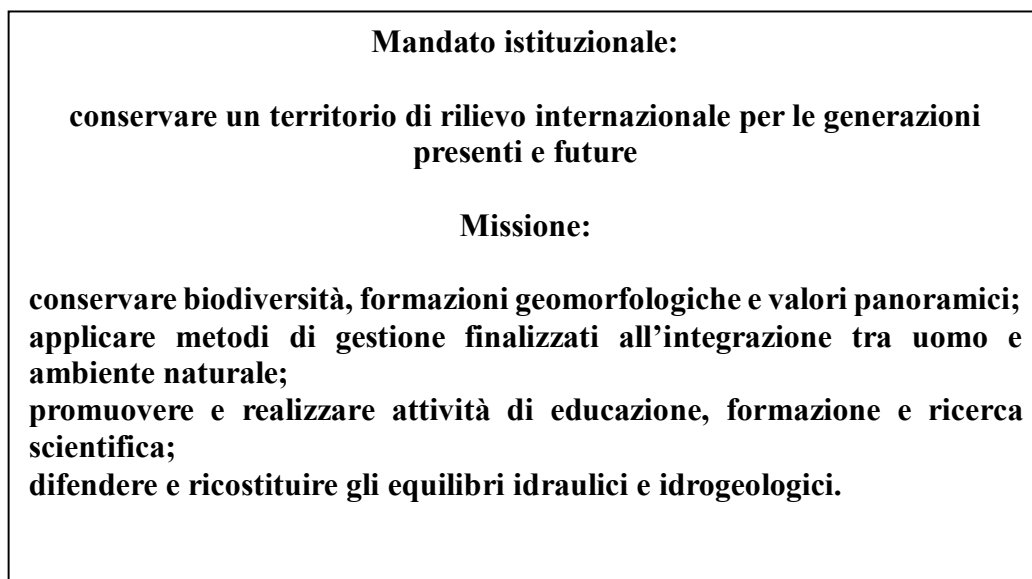 Mandato istituzionale:
conservare un territorio di rilievo internazionale per le generazioni
presenti e future
Missione:
conservare biodiversità, formazioni geomorfologiche e valori panoramici;
applicare metodi di gestione finalizzati all’integrazione tra uomo e
ambiente naturale;
promuovere e realizzare attività di educazione, formazione e ricerca
scientifica;
difendere e ricostituire gli equilibri idraulici e idrogeologici.